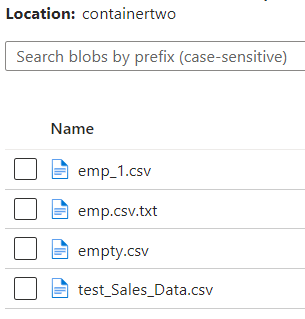 Location: containertwo
Search blobs by prefix (case-sensitive)
Name
emp_1.csv
emp.csv.txt
empty.csv
test_Sales_Data.csv